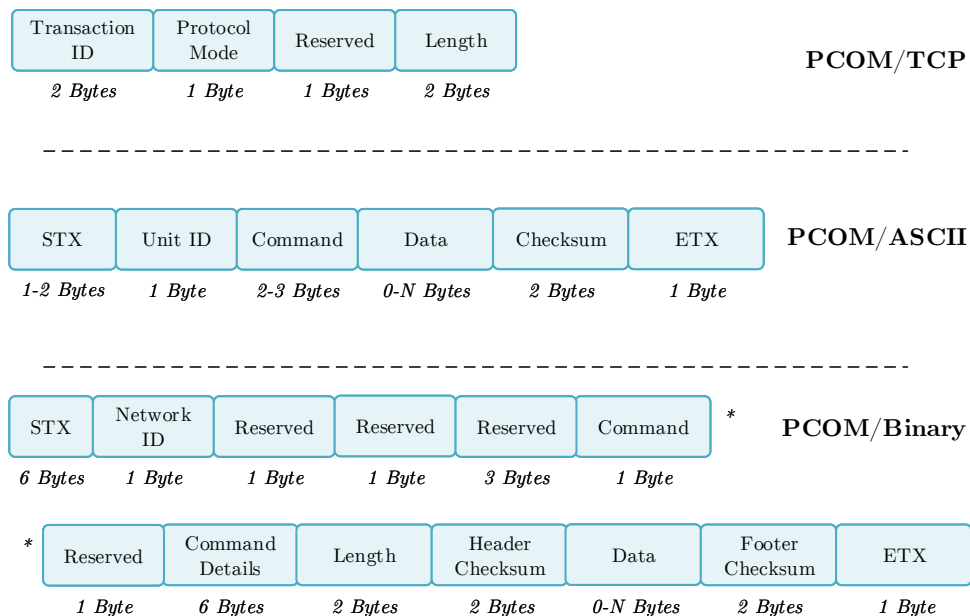 Transaction ID
Protocol Mode
Reserved
Length
PCOM/TCP
2 Bytes
1 Byte
1 Bytes
2 Bytes
STX
Unit ID
Command
Data
Checksum
ETX
PCOM/ASCII
1-2 Bytes
1 Byte
2-3 Bytes
0-N Bytes
2 Bytes
1 Byte
STX
Network ID
Reserved
Reserved
Reserved
Command
*
PCOM/Binary
6 Bytes
1 Byte
1 Byte
1 Byte
3 Bytes
1 Byte
*
Reserved
Command Details
Length
Header Checksum
Data
Footer Checksum
ETX
1 Byte
6 Bytes
2 Bytes
2 Bytes
0-N Bytes
2 Bytes
1 Byte